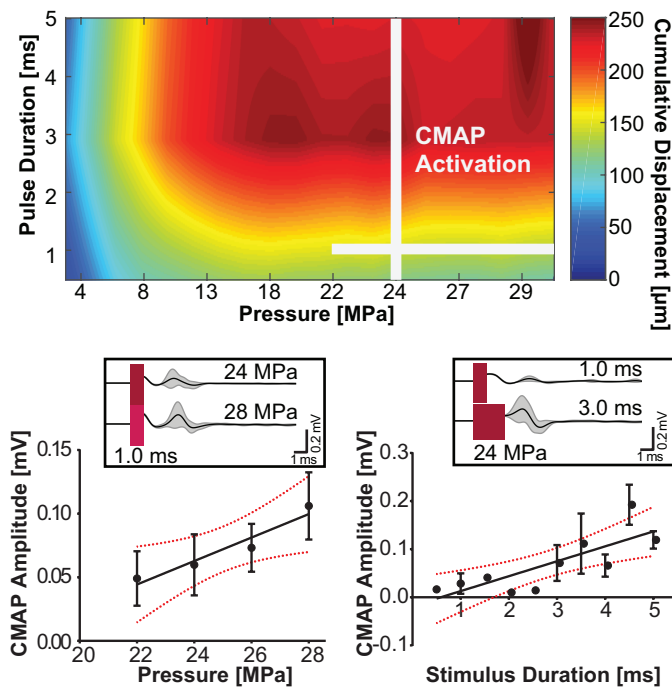 5
4
3
2
1
Pulse Duration [ms]
CMAP
Activation
4 8 13 18 22 24 27 29
Pressure [MPa]
250
200
150
100
50
0
Cumulative Displacement [µm]
24 MPa
28 MPa
1.0 ms
1 ms
0.2 mV
0.15
0.10
0.05
0.00
CMAP Amplitude [mV]
20 22 24 26 28
Pressure [MPa]
1.0 ms
3.0 ms
24 MPa
1 ms
0.2 mV
0.3
0.2
0.1
0.0
-0.1
CMAP Amplitude [mV]
1 2 3 4 5
Stimulus Duration [ms]